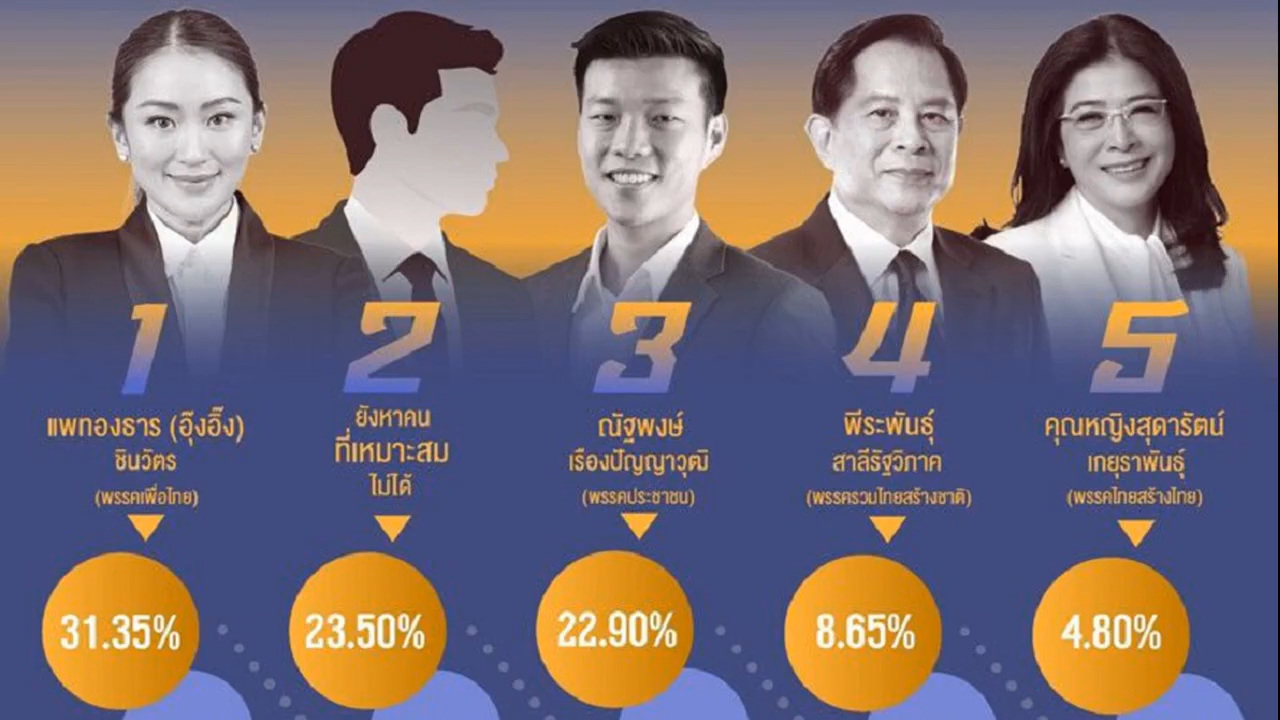 1
2
3
4
5
แพทองธาร (อุ๊งอิ๊ง)
ชินวัตร
(พรรคเพื่อไทย)
31.35%
ยังหาคน
ที่เหมาะสม
ไม่ได้
23.50%
ณัฐพงษ์
เรืองปัญญาวุฒิ
(พรรคประชาชน)
22.90%
พีระพันธุ์
สาลีรัฐวิภาค
(พรรครวมไทยสร้างชาติ)
8.65%
คุณหญิงสุดารัตน์
เกยุราพันธุ์
(พรรคไทยสร้างไทย)
4.80%